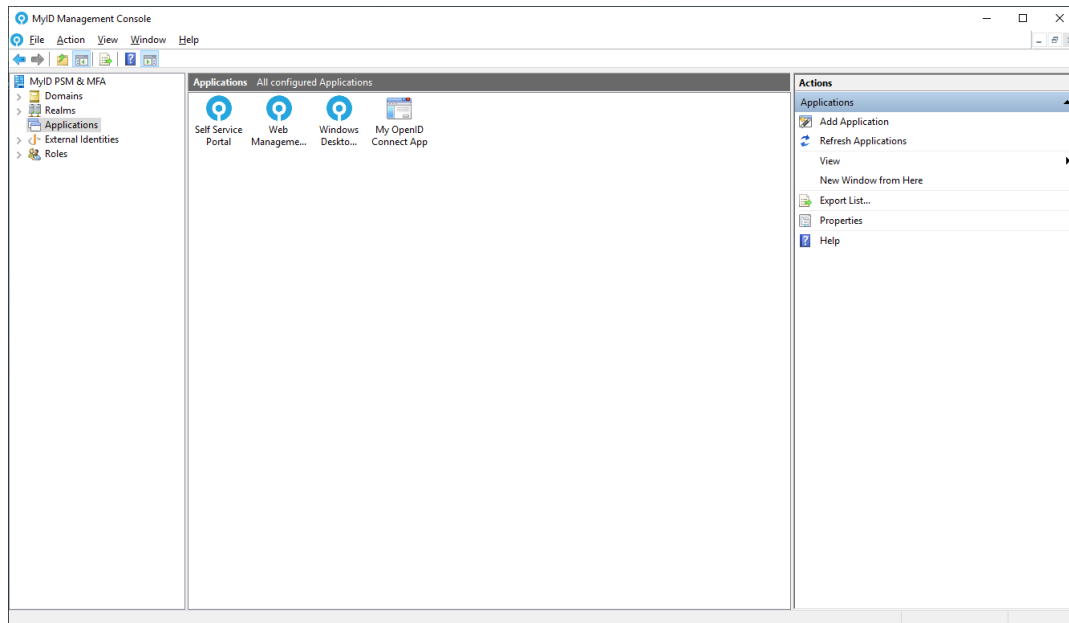 MyID Management Console
File Action View Window Help
MyID PSM & MFA
Domains
Realms
Applications
External Identities
Roles
Applications All configured Applications
Self Service Portal
Web Manageme...
Windows Deskto...
My OpenID Connect App
Actions
Applications
Add Application
Refresh Applications
View
New Window from Here
Export List...
Properties
Help